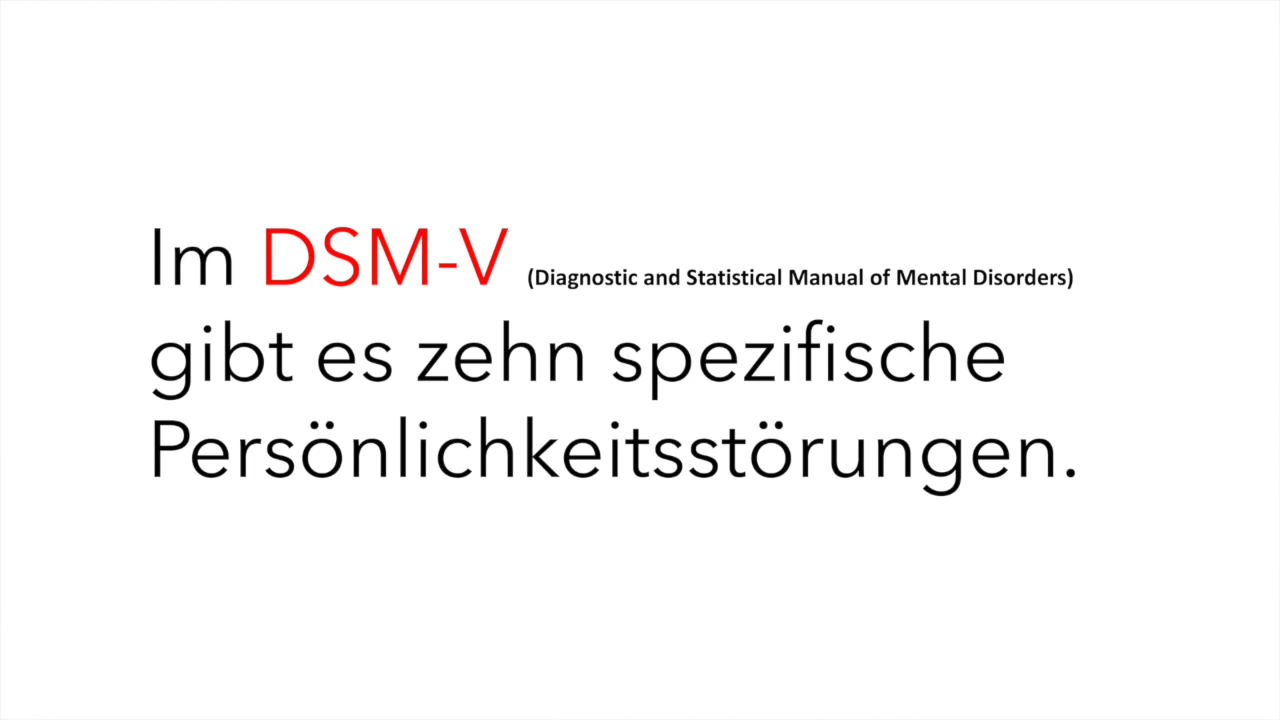 Im DSM-V (Diagnostic and Statistical Manual of Mental Disorders)
gibt es zehn spezifische
Persönlichkeitsstörungen.